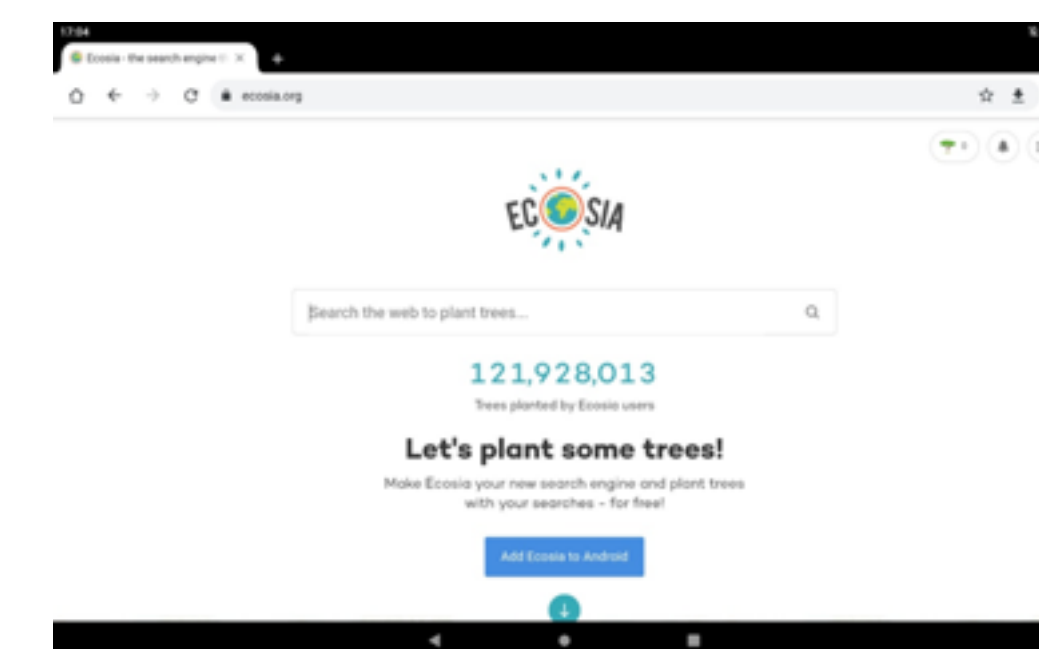 17:04
Ecosia - the search engine
ecosia.org
ECOSIA
Search the web to plant trees...
121,928,013
Trees planted by Ecosia users
Let's plant some trees!
Make Ecosia your new search engine and plant trees
with your searches – for free!
Add Ecosia to Android